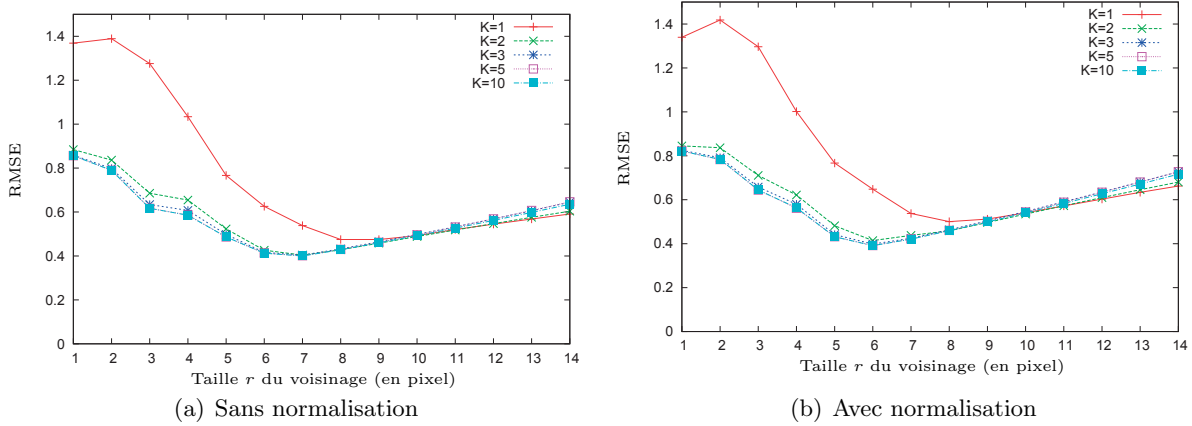 K=1
K=2
K=3
K=5
K=10
1.4
1.2
1
0.8
0.6
0.4
0.2
0
RMSE
1 2 3 4 5 6 7 8 9 10 11 12 13 14
Taille r du voisinage (en pixel)
(a) Sans normalisation
K=1
K=2
K=3
K=5
K=10
1.4
1.2
1
0.8
0.6
0.4
0.2
0
RMSE
1 2 3 4 5 6 7 8 9 10 11 12 13 14
Taille r du voisinage (en pixel)
(b) Avec normalisation